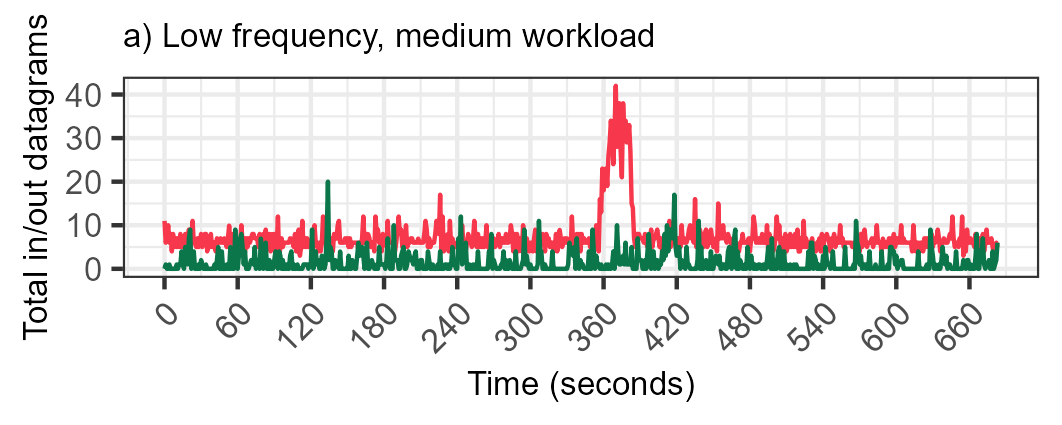 a) Low frequency, medium workload
Total in/out datagrams
40
30
20
10
0
0 60 120 180 240 300 360 420 480 540 600 660
Time (seconds)